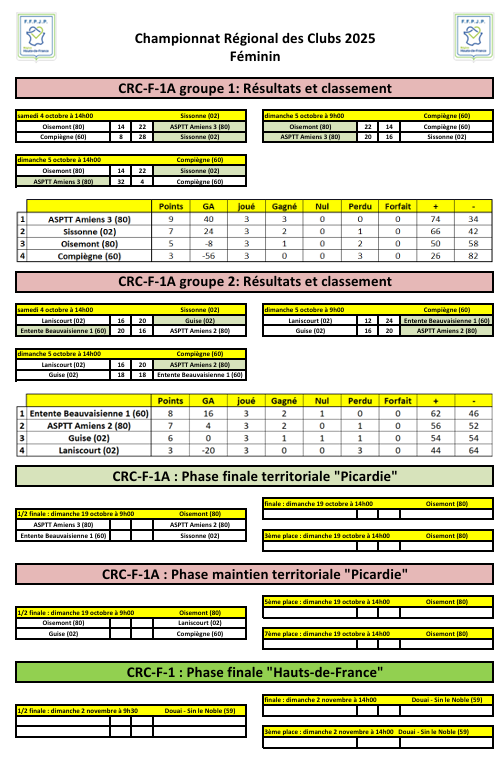 F.F.P.J.P.
Hauts-de-France
Championnat Régional des Clubs 2025
Féminin
F.F.P.J.P.
Hauts-de-France
CRC-F-1A groupe 1: Résultats et classement
samedi 4 octobre à 14h00 Sissonne (02)
Oisemont (80) 14 22 ASPTT Amiens 3 (80)
Compiègne (60) 8 28 Sissonne (02)
dimanche 5 octobre à 9h00 Compiègne (60)
Oisemont (80) 22 14 Compiègne (60)
ASPTT Amiens 3 (80) 20 16 Sissonne (02)
dimanche 5 octobre à 14h00 Compiègne (60)
Oisemont (80) 14 22 Sissonne (02)
ASPTT Amiens 3 (80) 32 4 Compiègne (60)
Points GA joué Gagné Nul Perdu Forfait + -
1 ASPTT Amiens 3 (80) 9 40 3 3 0 0 0 74 34
2 Sissonne (02) 7 24 3 2 0 1 0 66 42
3 Oisemont (80) 5 -8 3 1 0 2 0 50 58
4 Compiègne (60) 3 -56 3 0 0 3 0 26 82
CRC-F-1A groupe 2: Résultats et classement
samedi 4 octobre à 14h00 Sissonne (02)
Laniscourt (02) 16 20 Guise (02)
Entente Beauvaisienne 1 (60) 20 16 ASPTT Amiens 2 (80)
dimanche 5 octobre à 9h00 Compiègne (60)
Laniscourt (02) 12 24 Entente Beauvaisienne 1 (60)
Guise (02) 16 20 ASPTT Amiens 2 (80)
dimanche 5 octobre à 14h00 Compiègne (60)
Laniscourt (02) 16 20 ASPTT Amiens 2 (80)
Guise (02) 18 18 Entente Beauvaisienne 1 (60)
Points GA joué Gagné Nul Perdu Forfait + -
1 Entente Beauvaisienne 1 (60) 8 16 3 2 1 0 0 62 46
2 ASPTT Amiens 2 (80) 7 4 3 2 0 1 0 56 52
3 Guise (02) 6 0 3 1 1 1 0 54 54
4 Laniscourt (02) 3 -20 3 0 0 3 0 44 64
CRC-F-1A : Phase finale territoriale "Picardie"
1/2 finale : dimanche 19 octobre à 9h00 Oisemont (80)
ASPTT Amiens 3 (80) ASPTT Amiens 2 (80)
Entente Beauvaisienne 1 (60) Sissonne (02)
finale : dimanche 19 octobre à 14h00 Oisemont (80)
3ème place : dimanche 19 octobre à 14h00 Oisemont (80)
CRC-F-1A : Phase maintien territoriale "Picardie"
1/2 finale : dimanche 19 octobre à 9h00 Oisemont (80)
Oisemont (80) Laniscourt (02)
Guise (02) Compiègne (60)
5ème place : dimanche 19 octobre à 14h00 Oisemont (80)
7ème place : dimanche 19 octobre à 14h00 Oisemont (80)
CRC-F-1 : Phase finale "Hauts-de-France"
1/2 finale : dimanche 2 novembre à 9h30 Douai - Sin le Noble (59)
finale : dimanche 2 novembre à 14h00 Douai - Sin le Noble (59)
3ème place : dimanche 2 novembre à 14h00 Douai - Sin le Noble (59)